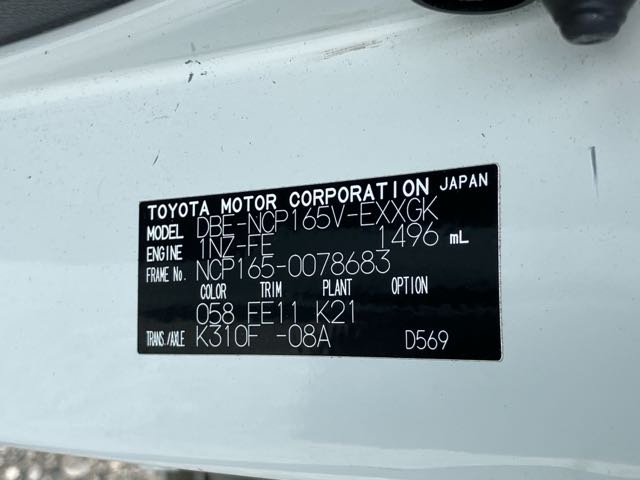 TOYOTA MOTOR CORPORATION JAPAN
MODEL DBE-NCP165V-EXXGK
ENGINE 1NZ-FE 1496 mL
FRAME No. NCP165-0078683
COLOR TRIM PLANT OPTION
058 FE11 K21
TRANS./AXLE K310F -08A D569